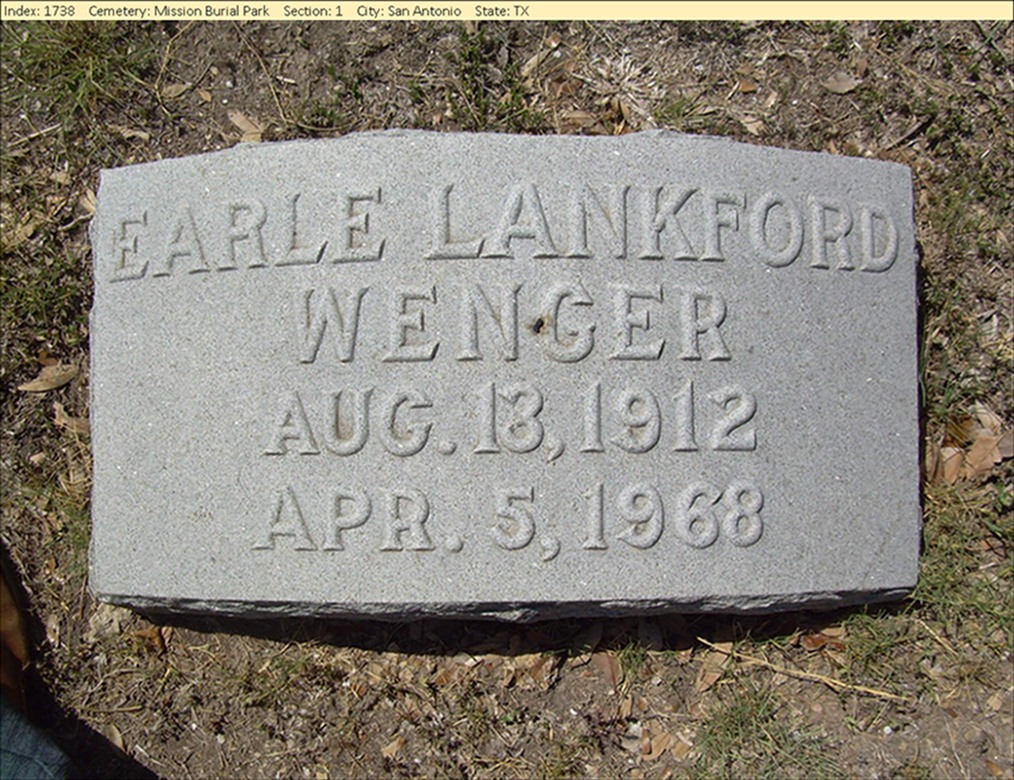 Index: 1738 Cemetery: Mission Burial Park Section: 1 City: San Antonio State: TX
EARLE LANKFORD
WENGER
AUG. 13, 1912
APR. 5, 1968